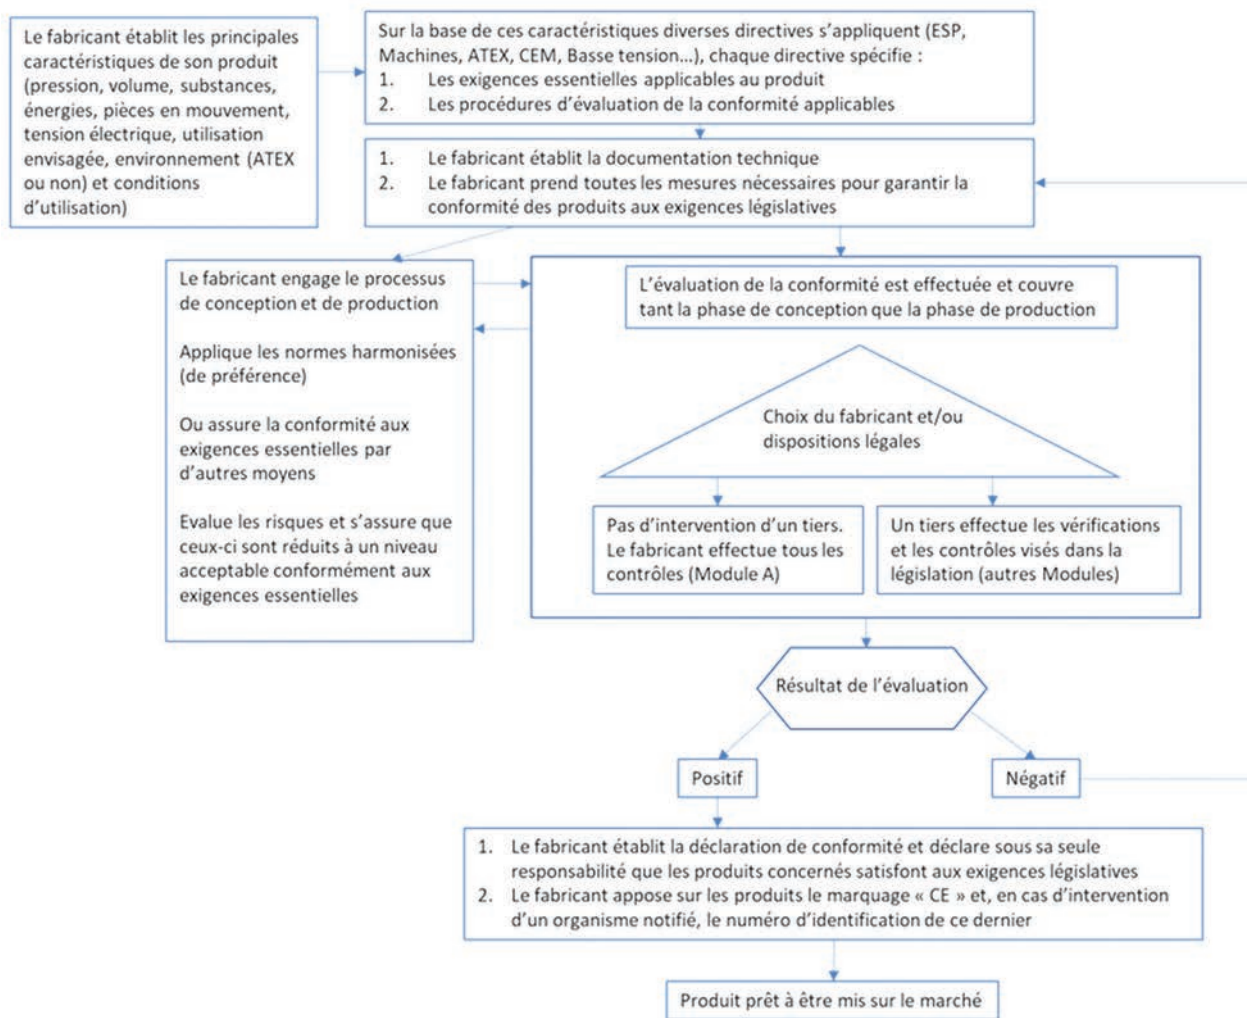 Le fabricant établit les principales
caractéristiques de son produit
(pression, volume, substances,
énergies, pièces en mouvement,
tension électrique, utilisation
envisagée, environnement (ATEX
ou non) et conditions
d'utilisation)
Sur la base de ces caractéristiques diverses directives s'appliquent (ESP,
Machines, ATEX, CEM, Basse tension...), chaque directive spécifie :
1. Les exigences essentielles applicables au produit
2. Les procédures d'évaluation de la conformité applicables
1. Le fabricant établit la documentation technique
2. Le fabricant prend toutes les mesures nécessaires pour garantir la
conformité des produits aux exigences législatives
Le fabricant engage le processus
de conception et de production
Applique les normes harmonisées
(de préférence)
Ou assure la conformité aux
exigences essentielles par
d'autres moyens
Evalue les risques et s'assure que
ceux-ci sont réduits à un niveau
acceptable conformément aux
exigences essentielles
L'évaluation de la conformité est effectuée et couvre
tant la phase de conception que la phase de production
Choix du fabricant et/ou
dispositions légales
Pas d'intervention d'un tiers.
Le fabricant effectue tous les
contrôles (Module A)
Un tiers effectue les vérifications
et les contrôles visés dans la
législation (autres Modules)
Résultat de l'évaluation
Positif
Négatif
1. Le fabricant établit la déclaration de conformité et déclare sous sa seule
responsabilité que les produits concernés satisfont aux exigences législatives
2. Le fabricant appose sur les produits le marquage « CE » et, en cas d'intervention
d'un organisme notifié, le numéro d'identification de ce dernier
Produit prêt à être mis sur le marché